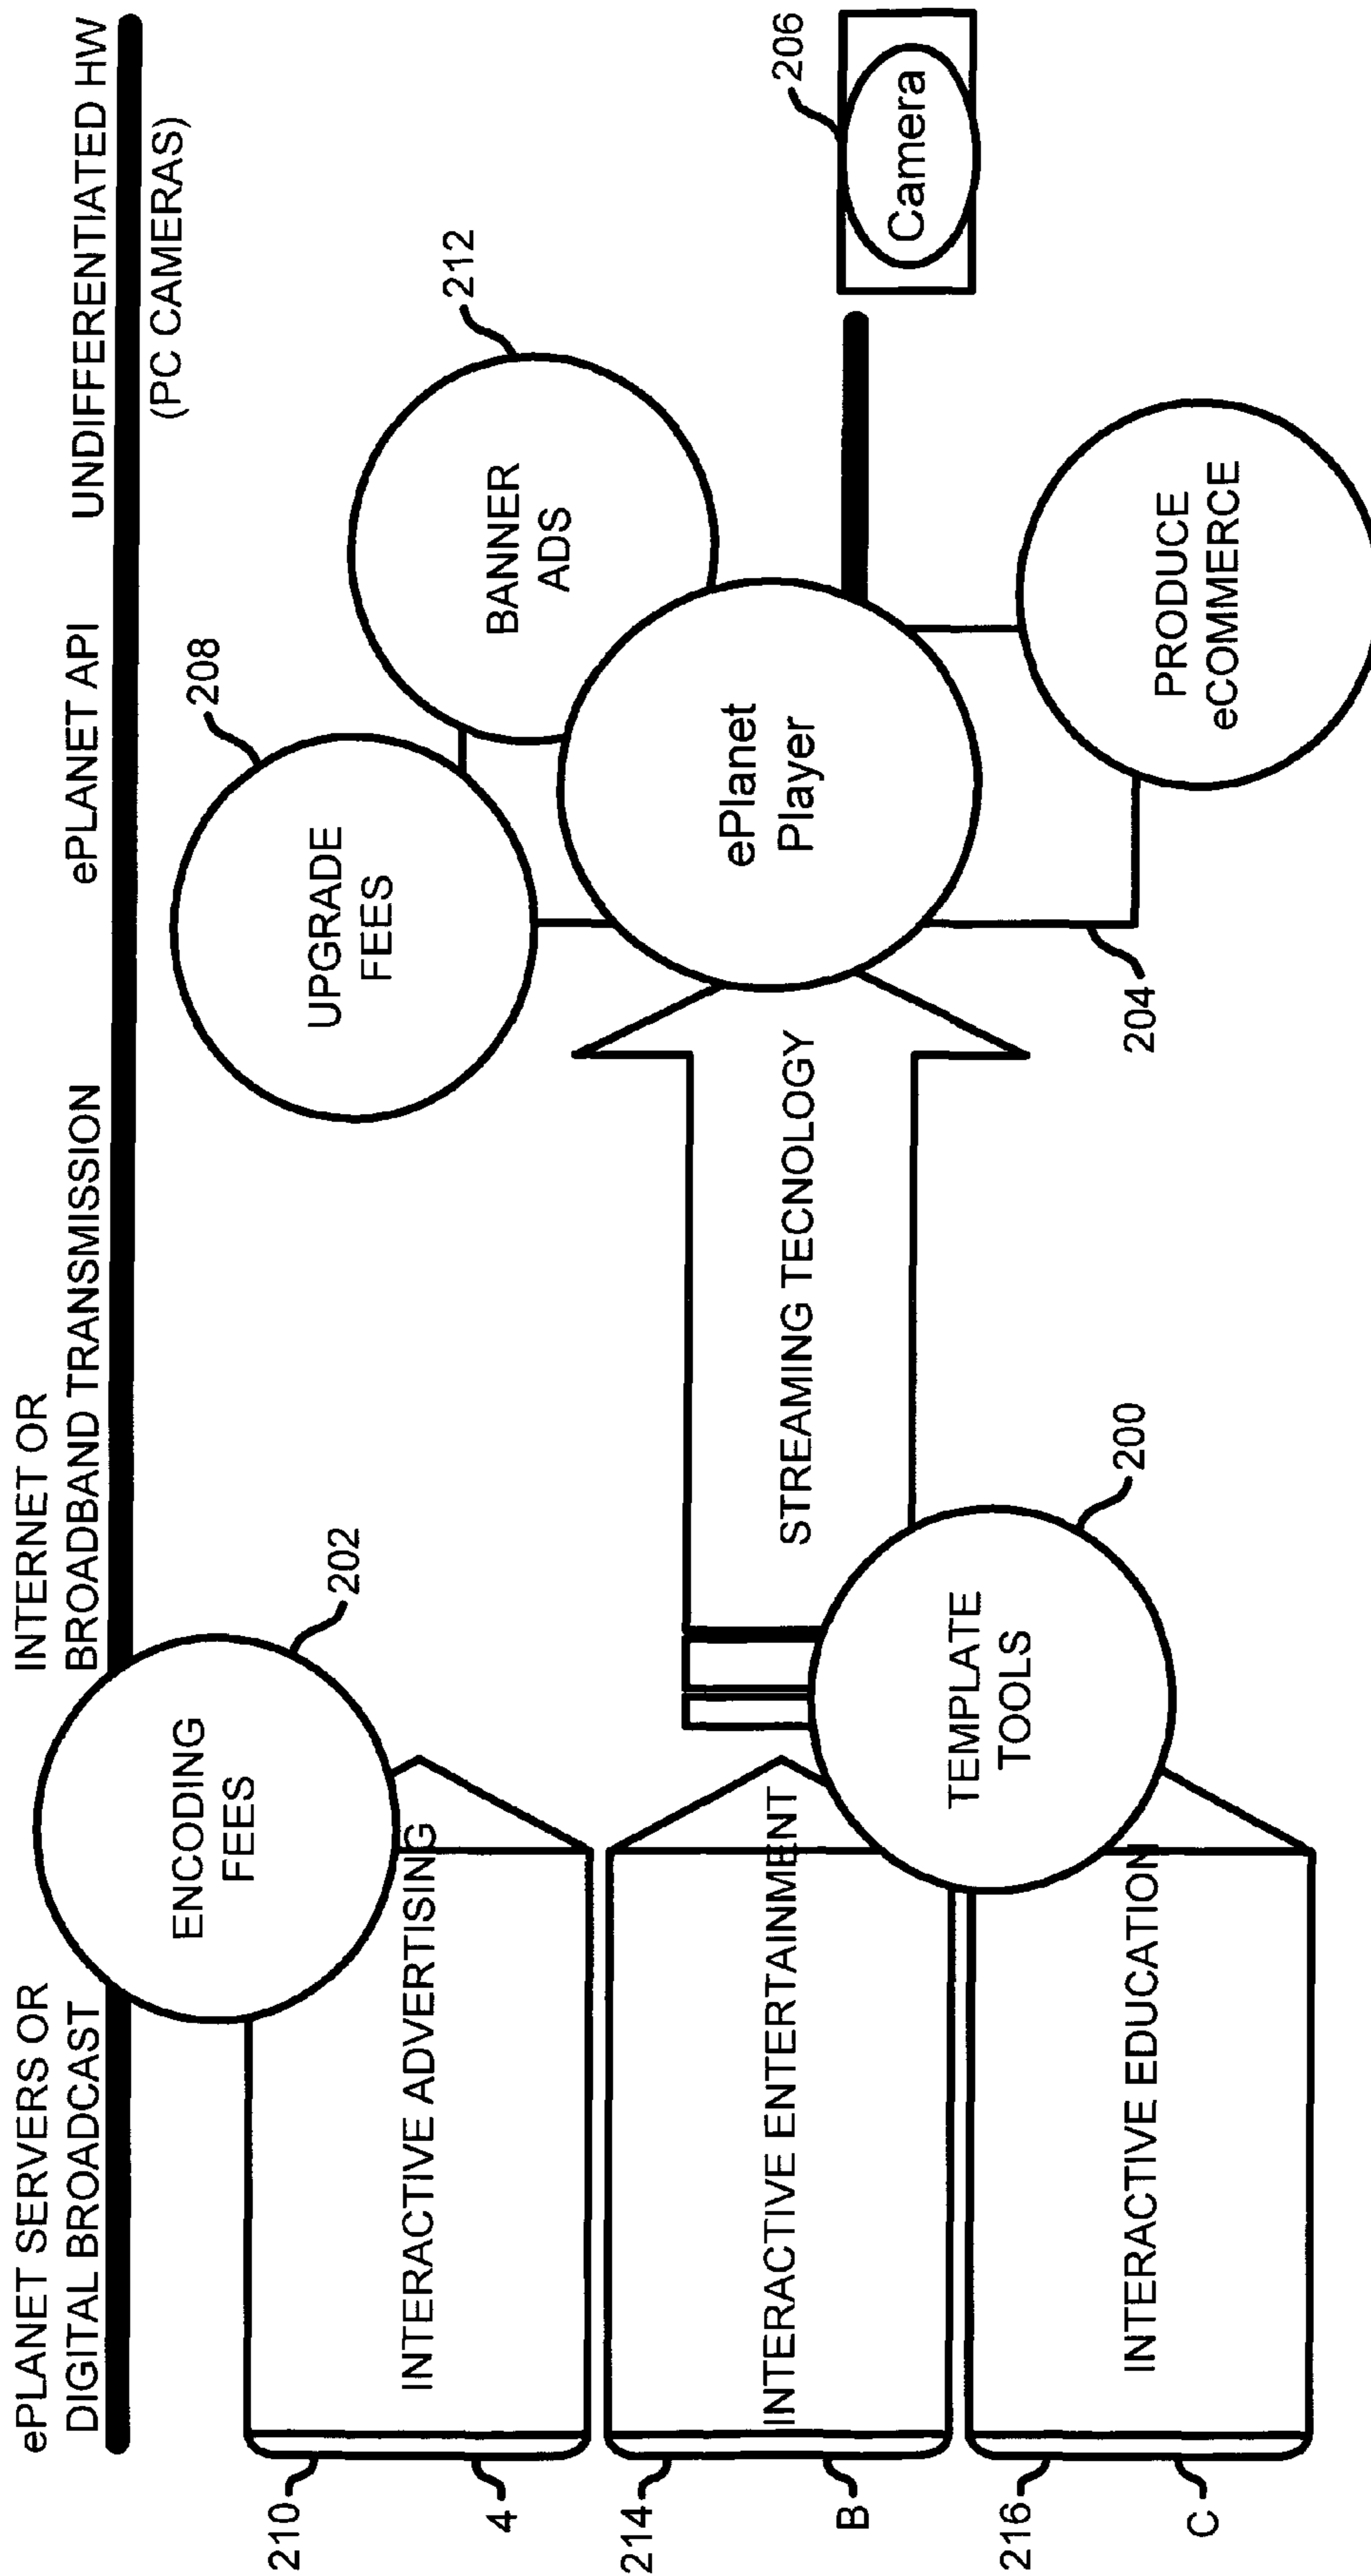 ePLANET SERVERS OR
DIGITAL BROADCAST
INTERNET OR
BROADBAND TRANSMISSION
ePLANET API
UNDIFFERENTIATED HW
(PC CAMERAS)
ENCODING
FEES
202
UPGRADE
FEES
208
BANNER
ADS
212
206
Camera
210
4
INTERACTIVE ADVERTISING
214
B
INTERACTIVE ENTERTAINMENT
216
C
INTERACTIVE EDUCATION
TEMPLATE
TOOLS
200
STREAMING TECNOLOGY
ePlanet
Player
204
PRODUCE
eCOMMERCE